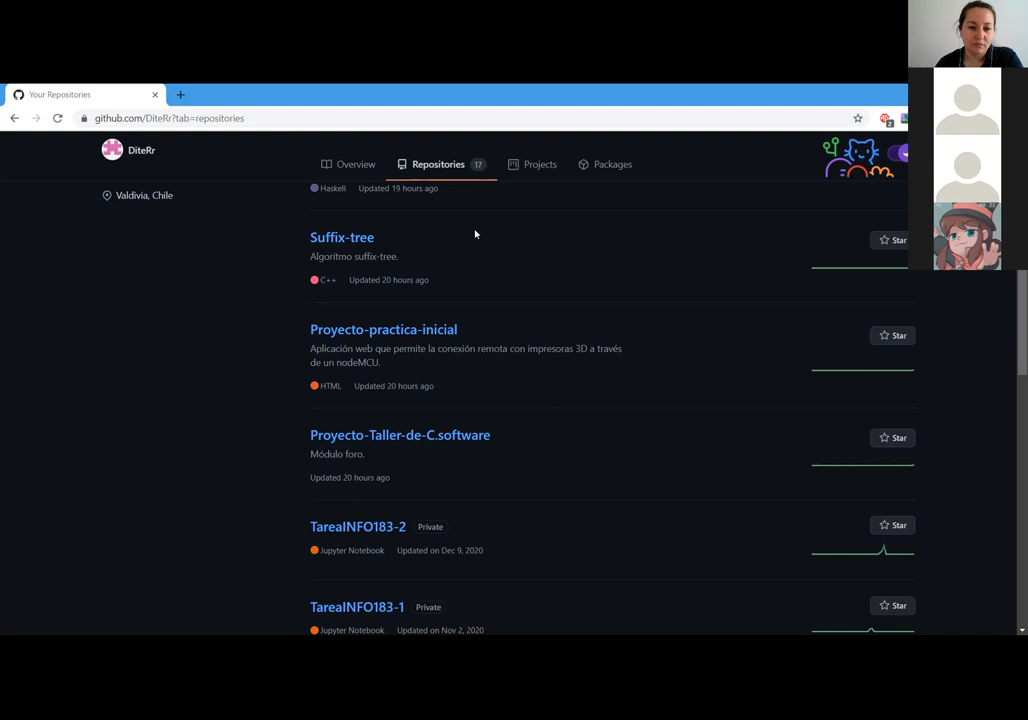 Your Repositories
github.com/DiteRr?tab=repositories
2
DiteRr
Overview
Repositories 17
Projects
Packages
Valdivia, Chile
Haskell Updated 19 hours ago
Suffix-tree
Star
Algoritmo suffix-tree.
C++ Updated 20 hours ago
Proyecto-practica-inicial
Star
Aplicación web que permite la conexión remota con impresoras 3D a través
de un nodeMCU.
HTML Updated 20 hours ago
Proyecto-Taller-de-C.software
Star
Módulo foro.
Updated 20 hours ago
TareaINFO183-2 Private
Star
Jupyter Notebook Updated on Dec 9, 2020
TareaINFO183-1 Private
Star
Jupyter Notebook Updated on Nov 2, 2020